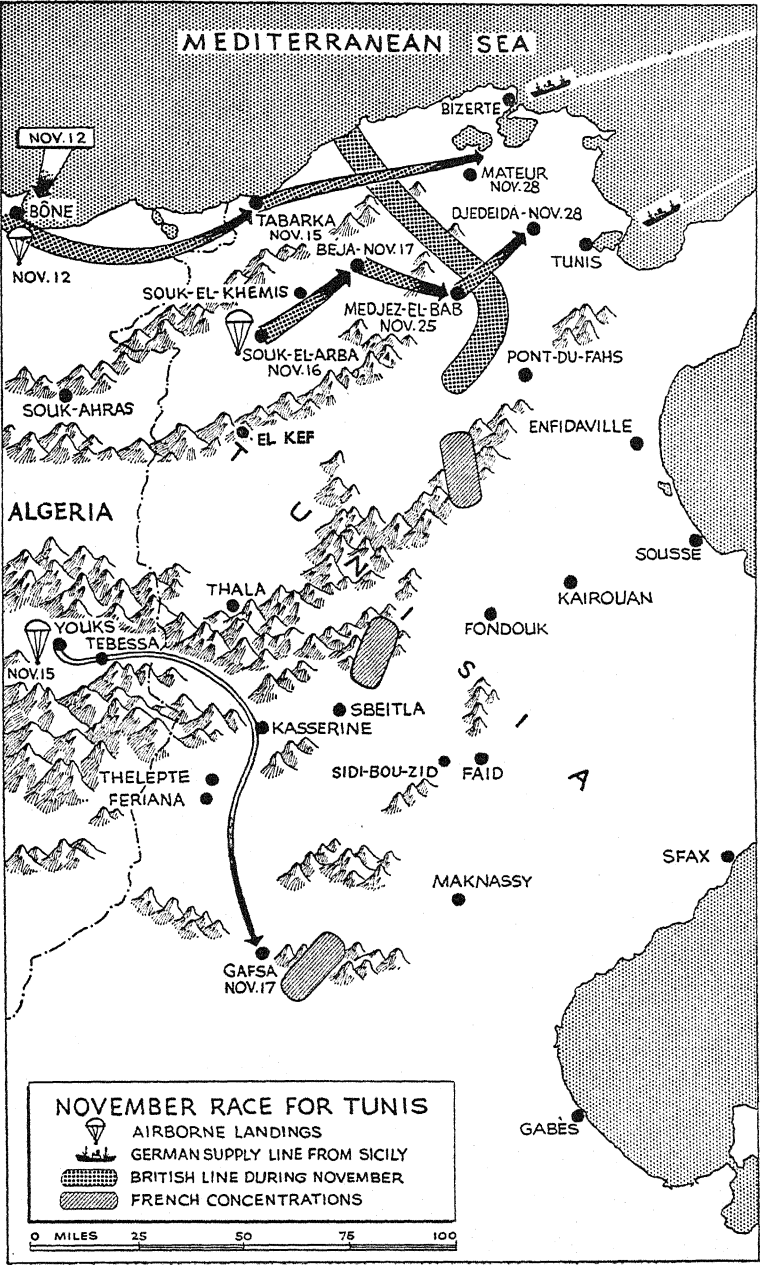 MEDITERRANEAN SEA
BIZERTE
NOV. 12
MATEUR
NOV. 28
BÔNE
DJEDEIDA-NOV. 28
TABARKA
NOV. 15
BEJA-NOV. 17
TUNIS
NOV. 12
SOUK-EL-KHEMIS
MEDJEZ-EL-BAB
NOV. 25
SOUK-EL-ARBA
NOV. 16
PONT-DU-FAHS
SOUK-AHRAS
ENFIDAVILLE
EL KEF
TUNISIA
ALGERIA
SOUSSE
THALA
KAIROUAN
YOUKS
FONDOUK
TEBESSA
NOV. 15
SBEITLA
KASSERINE
SIDI-BOU-ZID
FAID
THELEPTE
FERIANA
SFAX
MAKNASSY
GAFSA
NOV. 17
NOVEMBER RACE FOR TUNIS
AIRBORNE LANDINGS
GERMAN SUPPLY LINE FROM SICILY
BRITISH LINE DURING NOVEMBER
FRENCH CONCENTRATIONS
GABÈS
0 MILES 25 50 75 100